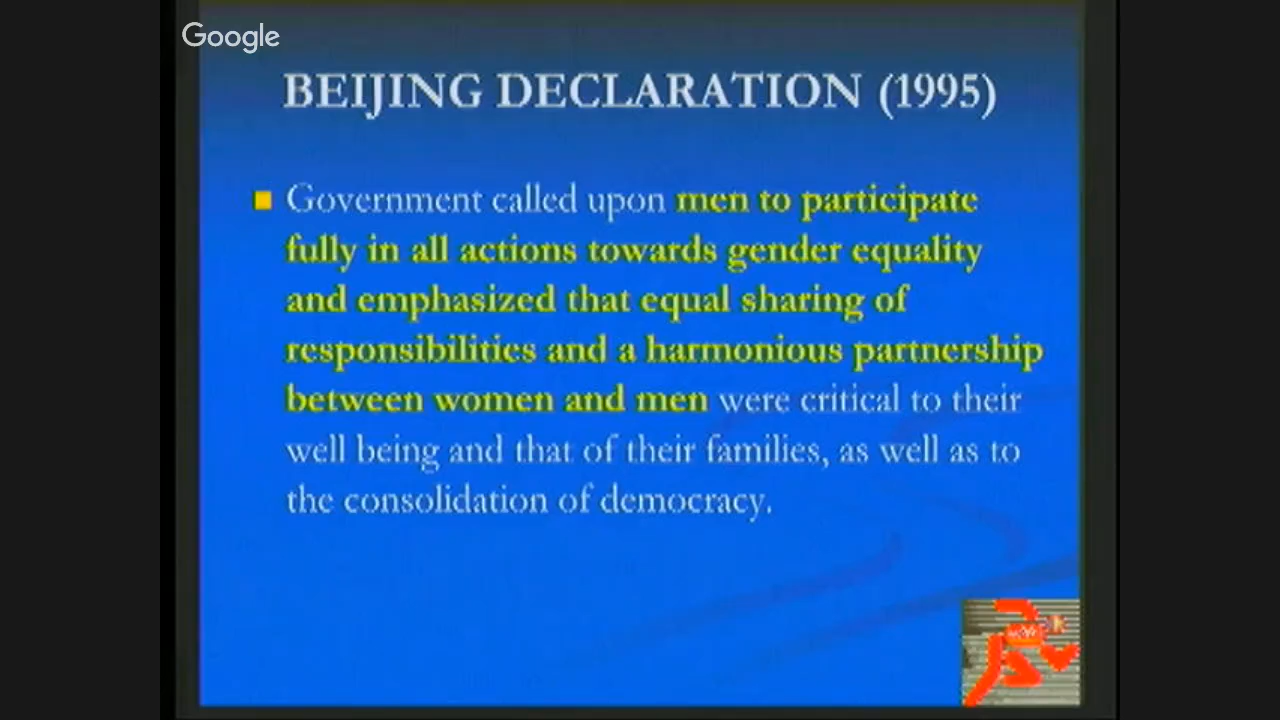 Google
BEIJING DECLARATION (1995)
Government called upon men to participate
fully in all actions towards gender equality
and emphasized that equal sharing of
responsibilities and a harmonious partnership
between women and men were critical to their
well being and that of their families, as well as to
the consolidation of democracy.